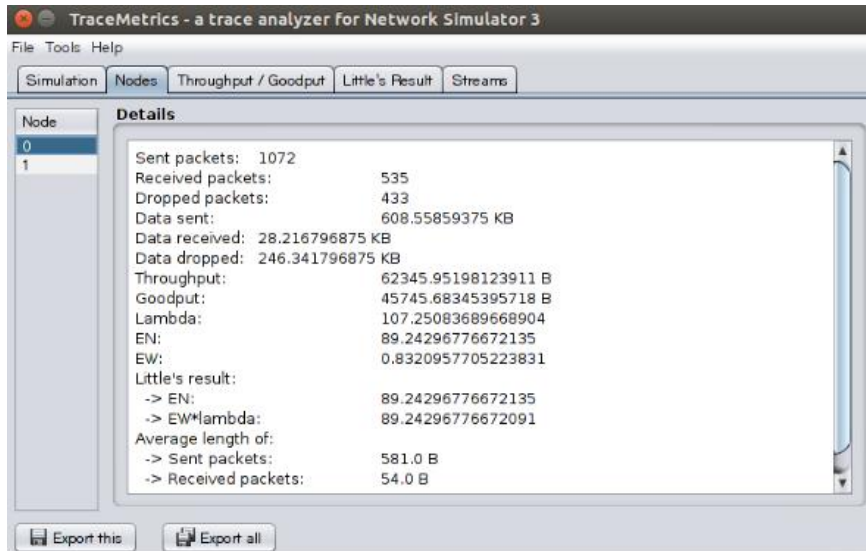 TraceMetrics - a trace analyzer for Network Simulator 3
File Tools Help
Simulation Nodes Throughput / Goodput Little's Result Streams
Node
0
1
Details
Sent packets: 1072
Received packets: 535
Dropped packets: 433
Data sent: 608.55859375 KB
Data received: 28.216796875 KB
Data dropped: 246.341796875 KB
Throughput: 62345.95198123911 B
Goodput: 45745.68345395718 B
Lambda: 107.25083689668904
EN: 89.24296776672135
EW: 0.8320957705223831
Little's result:
-> EN: 89.24296776672135
-> EW*lambda: 89.24296776672091
Average length of:
-> Sent packets: 581.0 B
-> Received packets: 54.0 B
Export this Export all